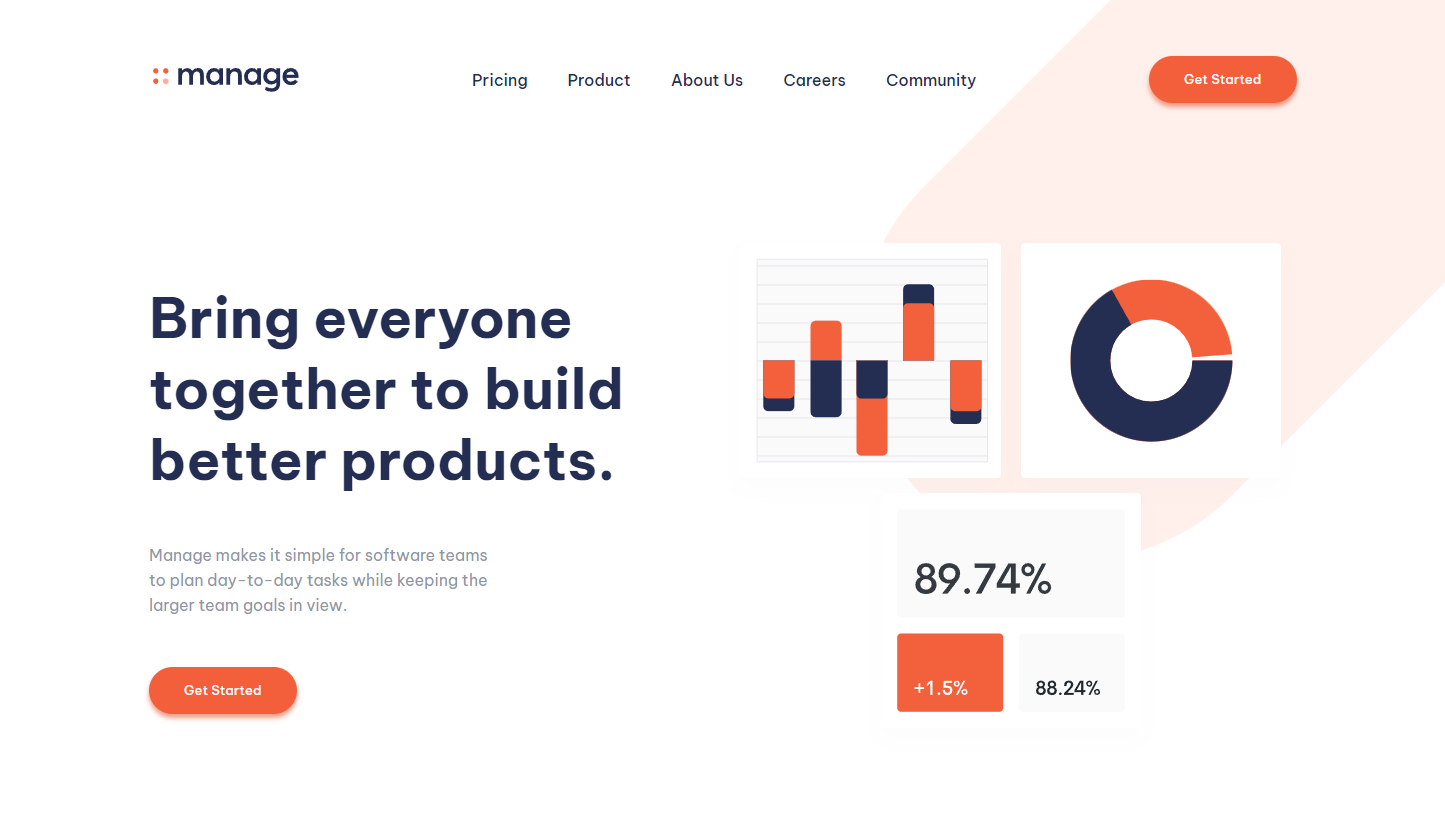 manage
Pricing
Product
About Us
Careers
Community
Get Started
Bring everyone
together to build
better products.
Manage makes it simple for software teams
to plan day-to-day tasks while keeping the
larger team goals in view.
Get Started
89.74%
+1.5%
88.24%